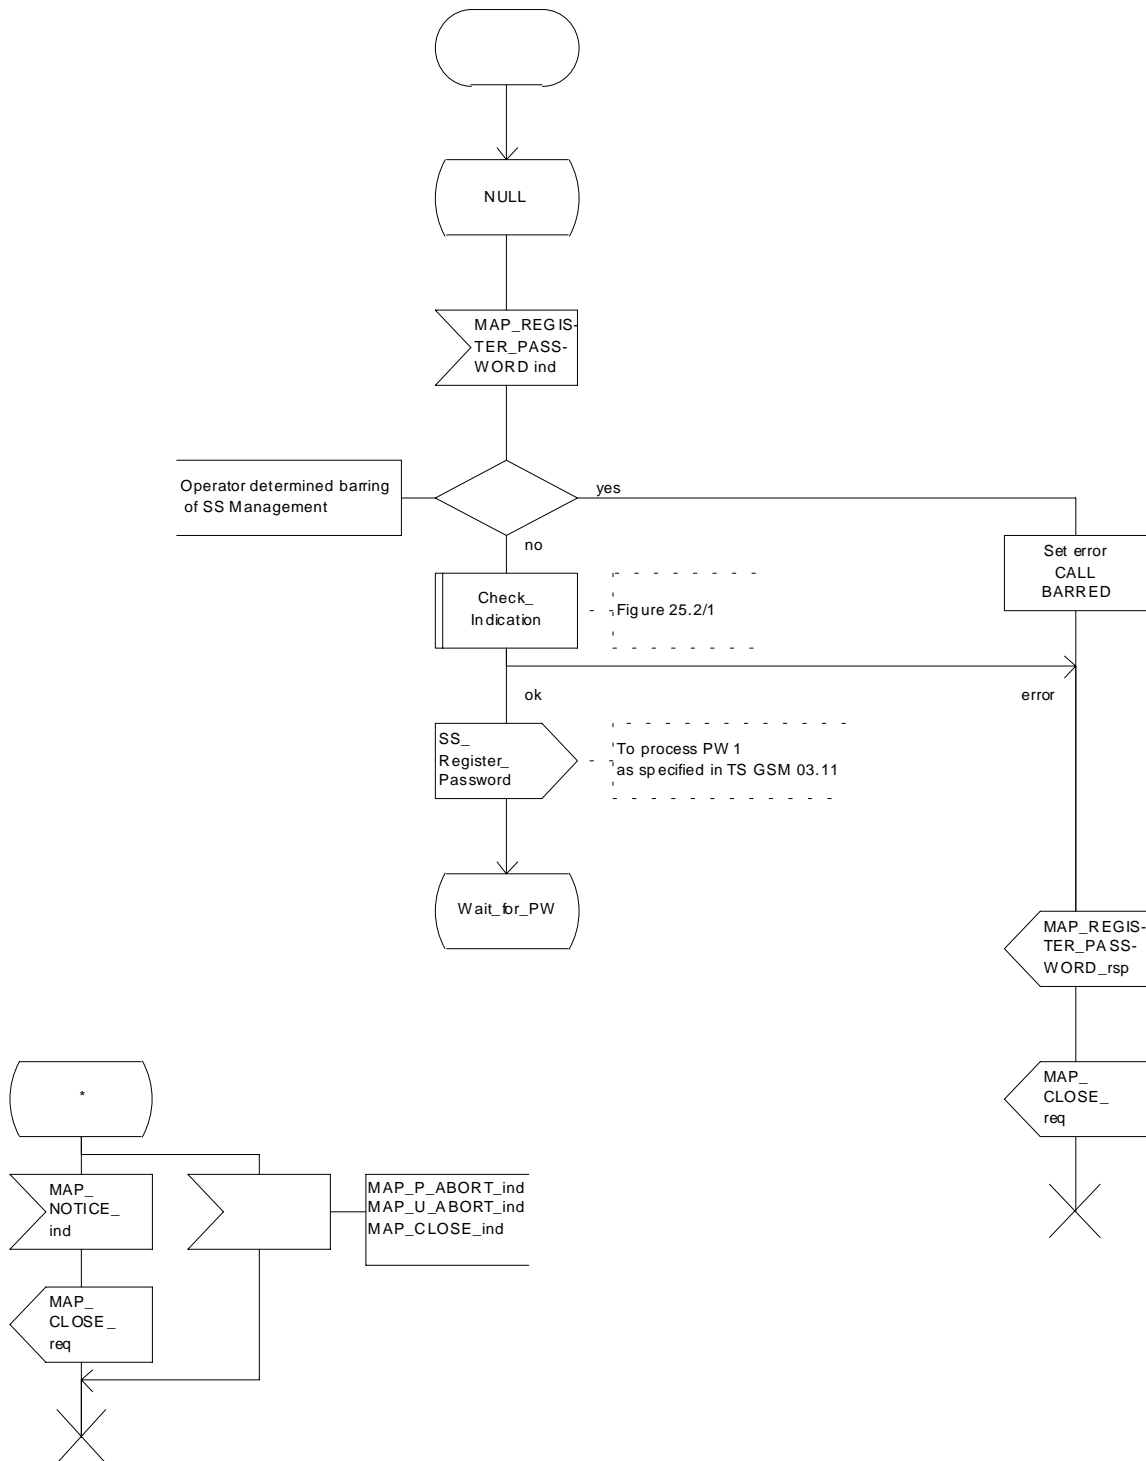 NULL
MAP_REGIS-
TER_PASS-
WORD ind
Operator determined barring
of SS Management
yes
no
Set error
CALL
BARRED
Check_
Indication
Figure 25.2/1
ok
error
SS_
Register_
Password
To process PW1
as specified in TS GSM 03.11
Wait_for_PW
MAP_REGIS-
TER_PASS-
WORD_rsp
MAP_
CLOSE_
req
*
MAP_
NOTICE_
ind
MAP_P_ABORT_ind
MAP_U_ABORT_ind
MAP_CLOSE_ind
MAP_
CLOSE_
req